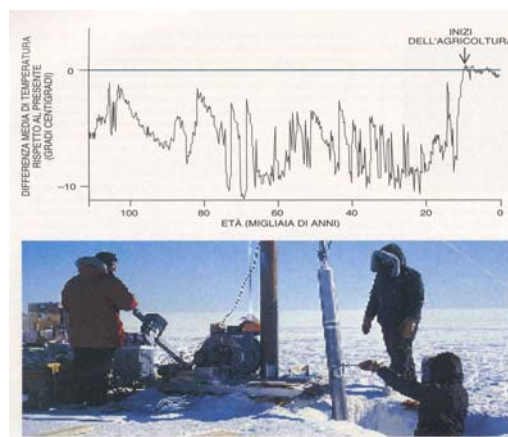 INIZI
DELL'AGRICOLTURA
DIFFERENZA MEDIA DI TEMPERATURA
RISPETTO AL PRESENTE
(GRADI CENTIGRADI)
0
–10
100
80
60
40
20
0
ETÀ (MIGLIAIA DI ANNI)